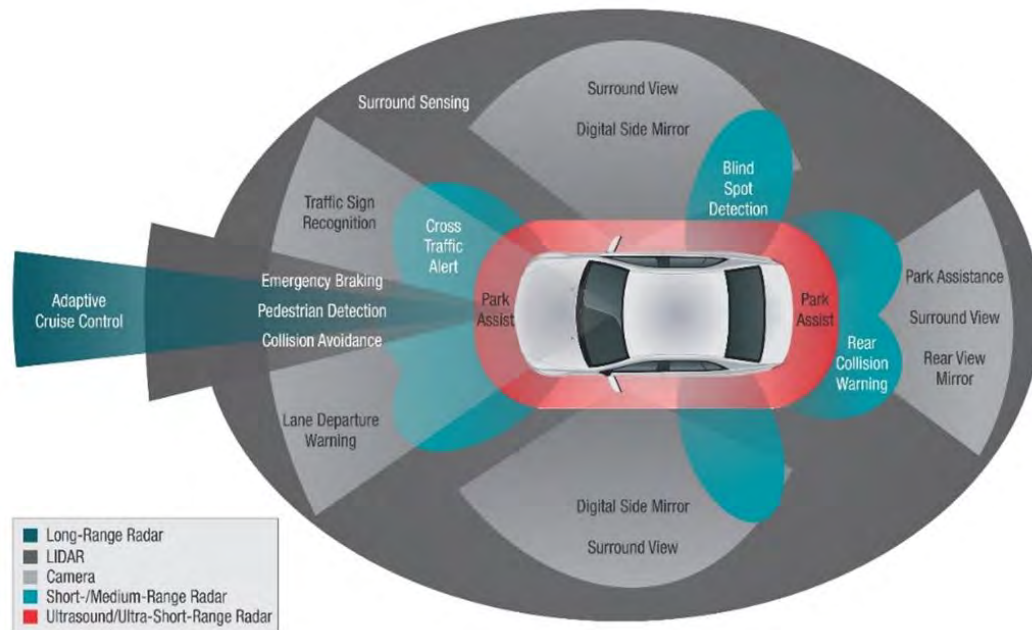 Surround View
Surround Sensing
Digital Side Mirror
Blind
Spot
Detection
Traffic Sign
Recognition
Cross
Traffic
Alert
Emergency Braking
Adaptive
Cruise Control
Pedestrian Detection
Collision Avoidance
Park
Assist
Park
Assist
Park Assistance
Surround View
Rear View
Mirror
Rear
Collision
Warning
Lane Departure
Warning
Digital Side Mirror
Surround View
Long-Range Radar
LIDAR
Camera
Short-/Medium-Range Radar
Ultrasound/Ultra-Short-Range Radar